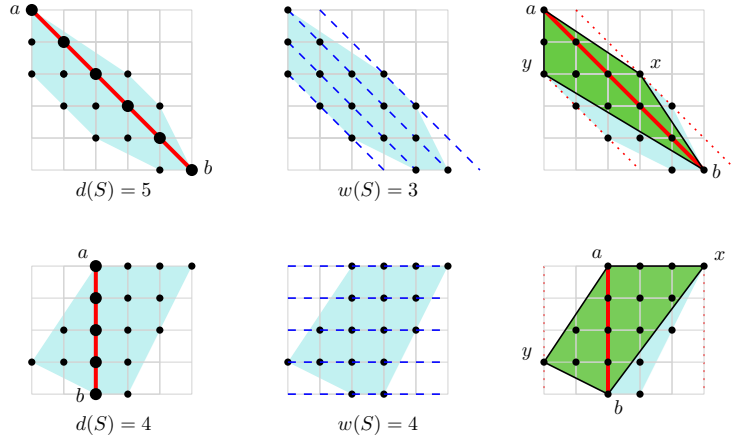 a
b
d(S) = 5
w(S) = 3
a
x
y
b
a
b
d(S) = 4
w(S) = 4
a
x
y
b